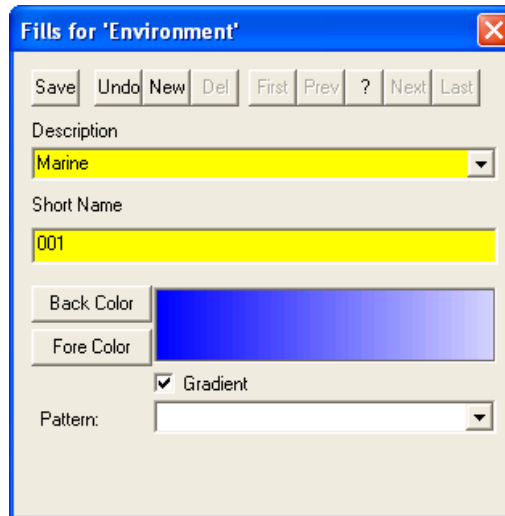 Fills for 'Environment'
Save Undo New Del First Prev ? Next Last
Description
Marine
Short Name
001
Back Color
Fore Color
Gradient
Pattern: